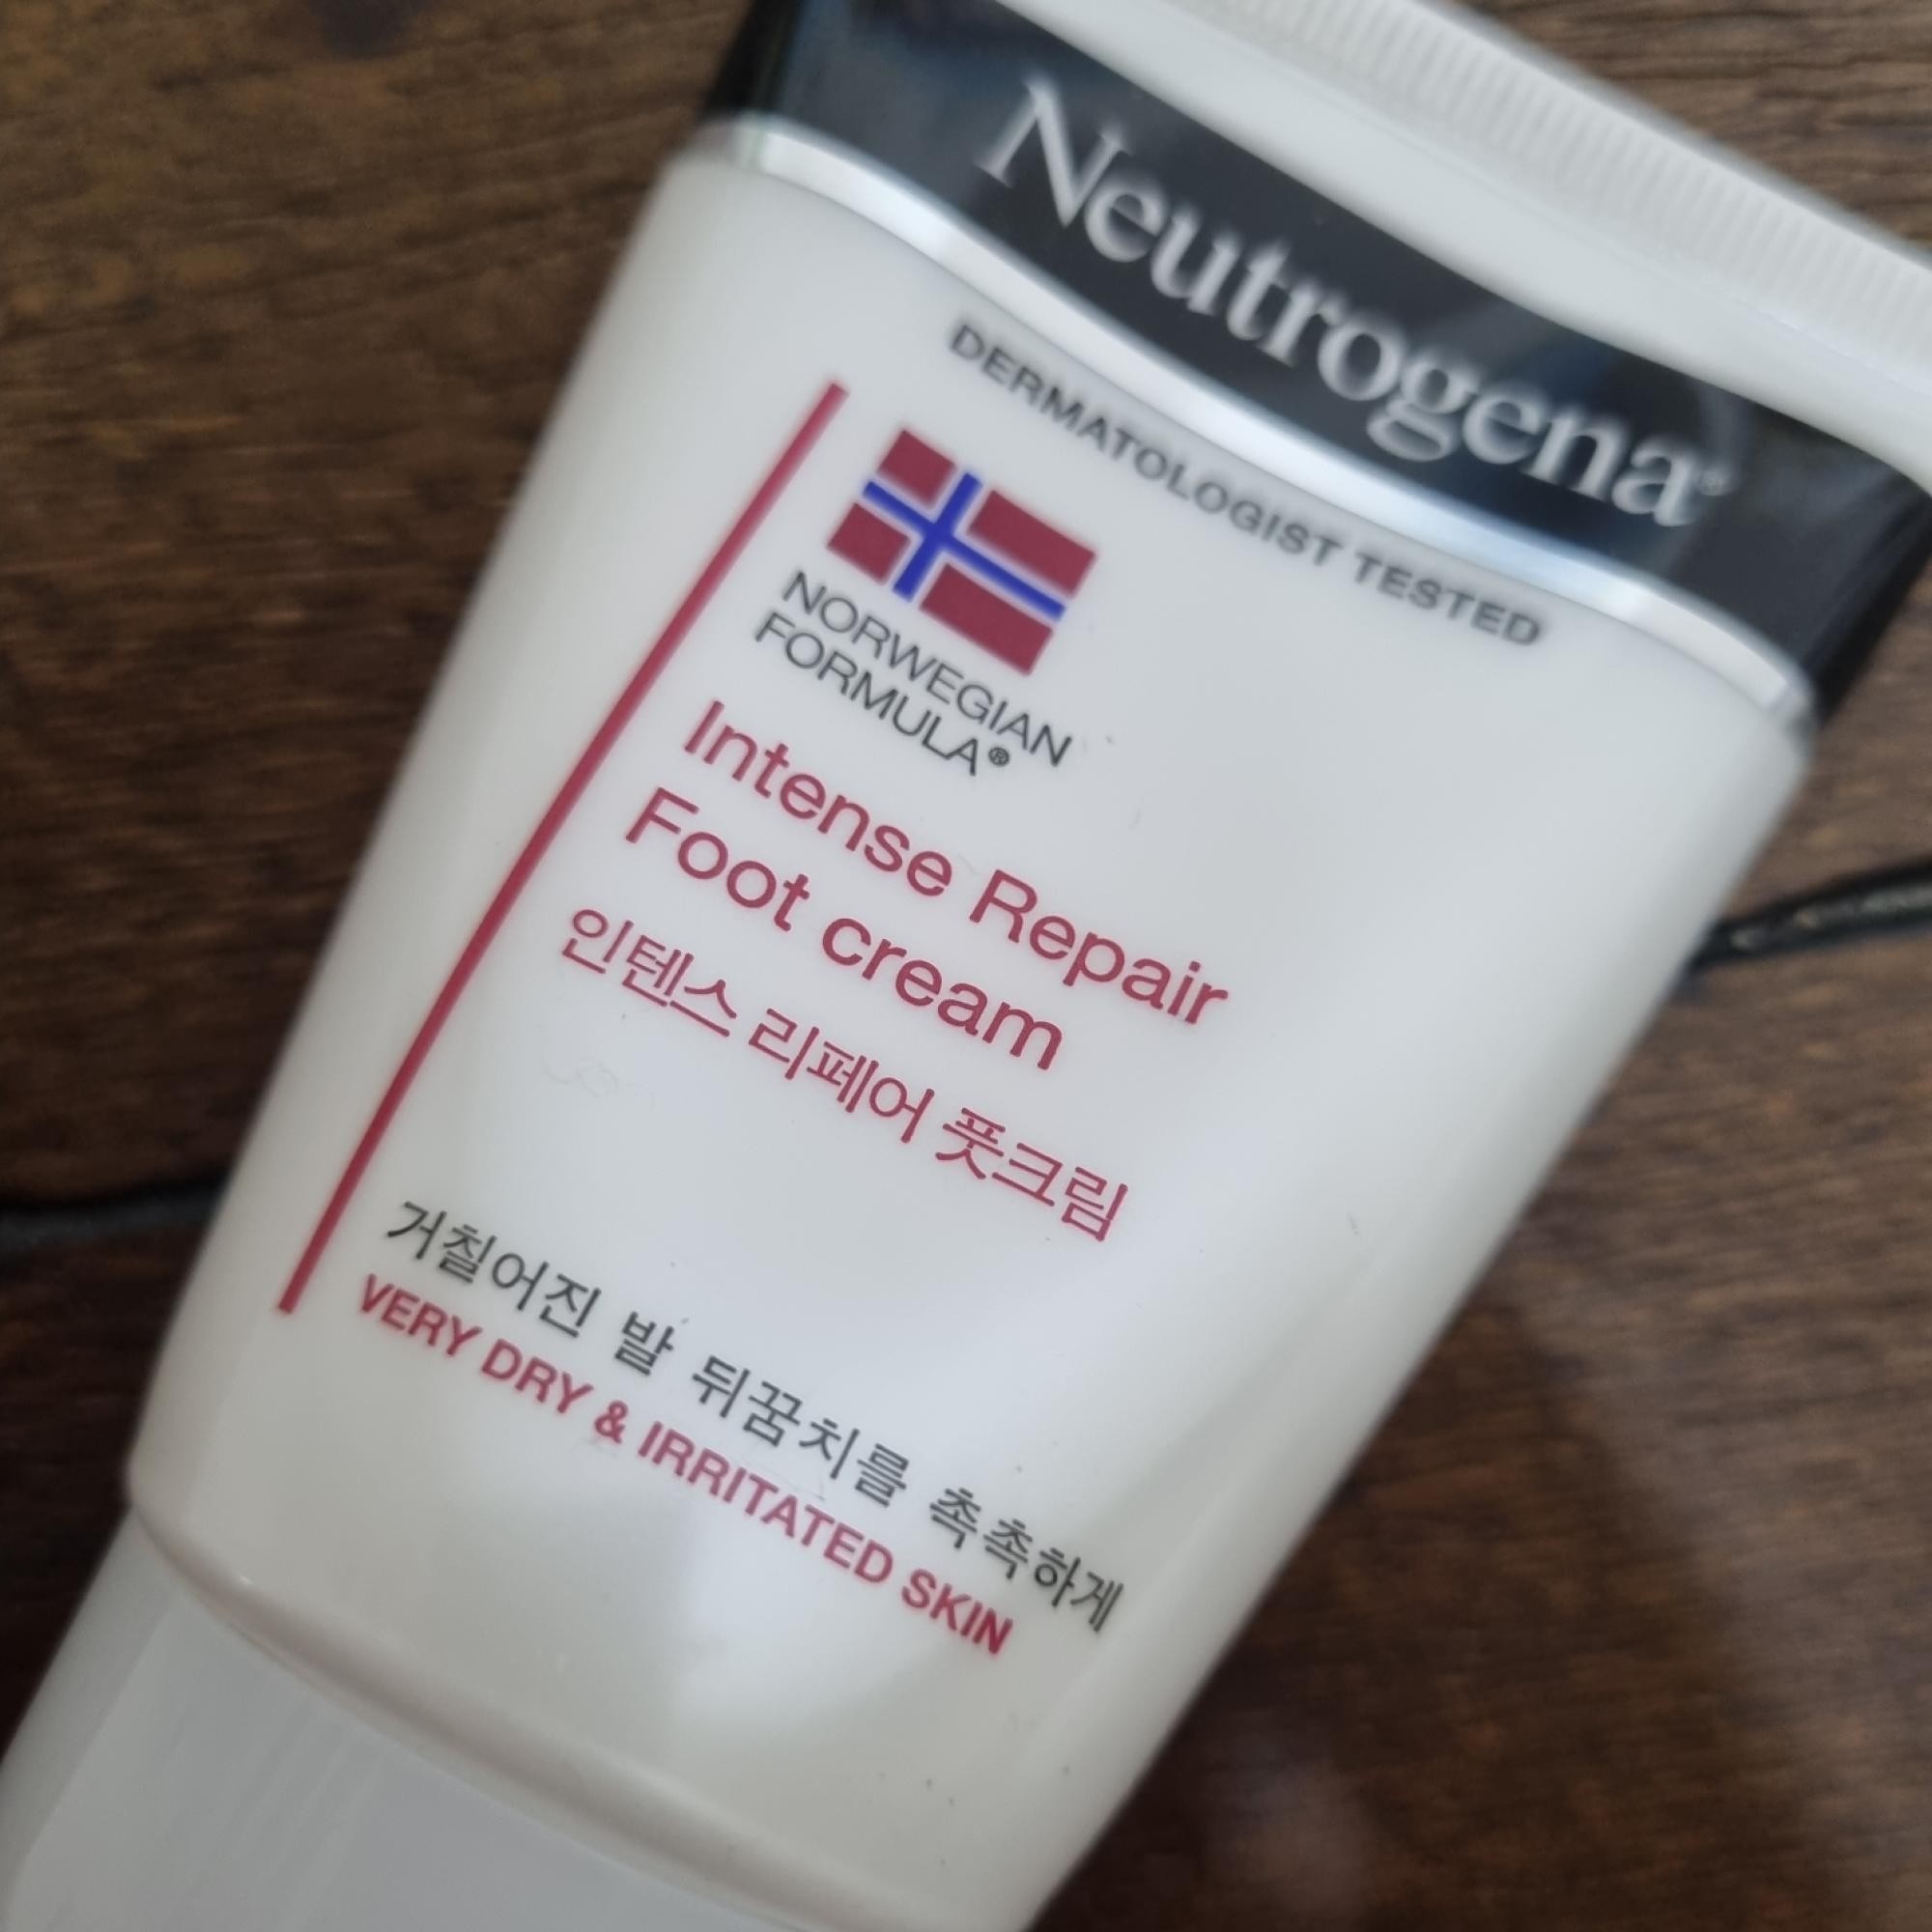 Neutrogena®
DERMATOLOGIST TESTED
NORWEGIAN
FORMULA®
Intense Repair
Foot cream
인텐스 리페어 풋크림
거칠어진 발 뒤꿈치를 촉촉하게
VERY DRY & IRRITATED SKIN